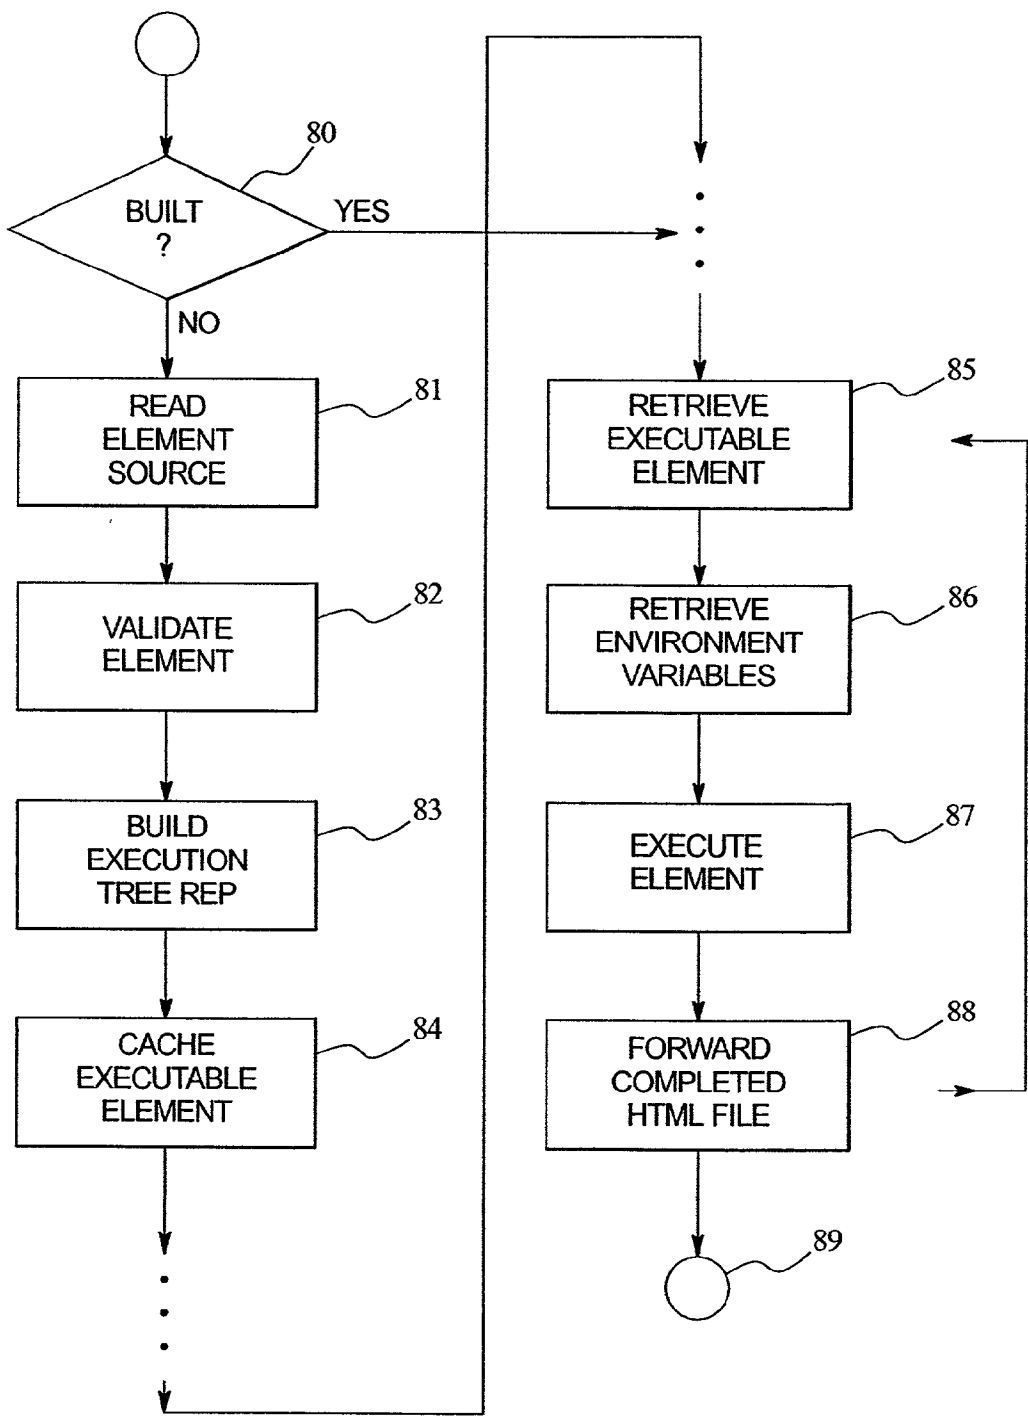 80
BUILT
?
YES
NO
READ
ELEMENT
SOURCE
81
VALIDATE
ELEMENT
82
BUILD
EXECUTION
TREE REP
83
CACHE
EXECUTABLE
ELEMENT
84
RETRIEVE
EXECUTABLE
ELEMENT
85
RETRIEVE
ENVIRONMENT
VARIABLES
86
EXECUTE
ELEMENT
87
FORWARD
COMPLETED
HTML FILE
88
89